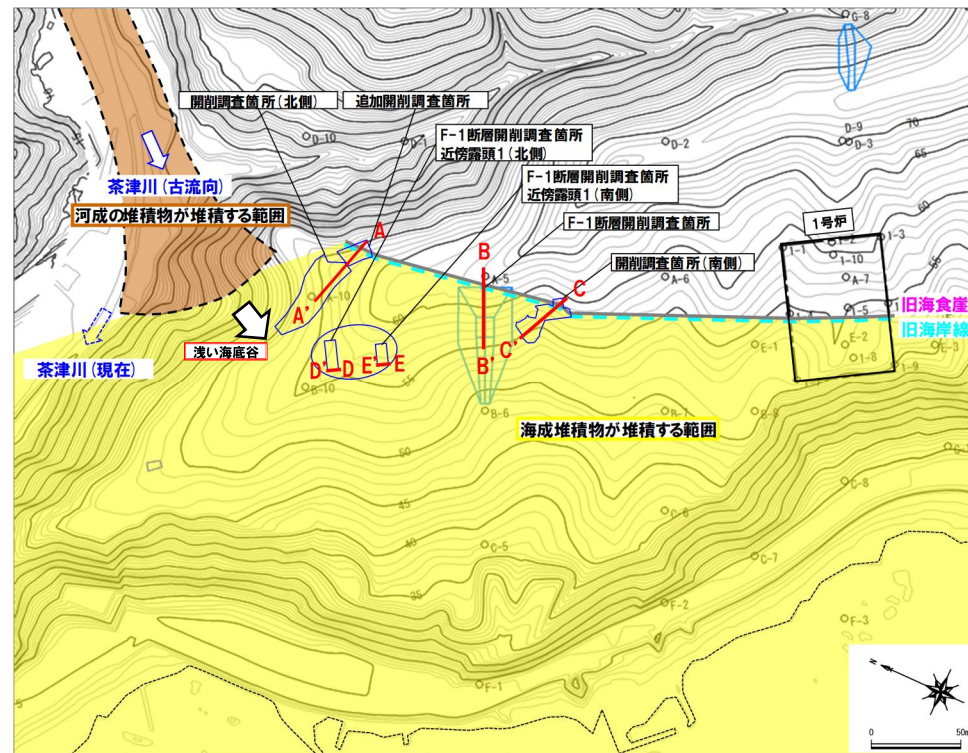 G-8
70
65
60
55
D-10
D-1
D-2
D-9
D-3
開削調査箇所(北側)
追加開削調査箇所
F-1断層開削調査箇所
近傍露頭1(北側)
F-1断層開削調査箇所
近傍露頭1(南側)
F-1断層開削調査箇所
開削調査箇所(南側)
茶津川(古流向)
河成の堆積物が堆積する範囲
1号炉
1-1
1-2
1-3
1-10
A-7
1-5
A
A'
A-10
B
A-5
B'
C
C'
A-6
旧海食崖
旧海岸線
浅い海底谷
茶津川(現在)
D'
D
E'
E
B-10
60
55
E-1
E-2
1-8
1-9
B-6
B-7
B-8
海成堆積物が堆積する範囲
50
45
40
35
C-5
C-6
C-7
C-8
F-1
F-2
F-3
N
0
50m